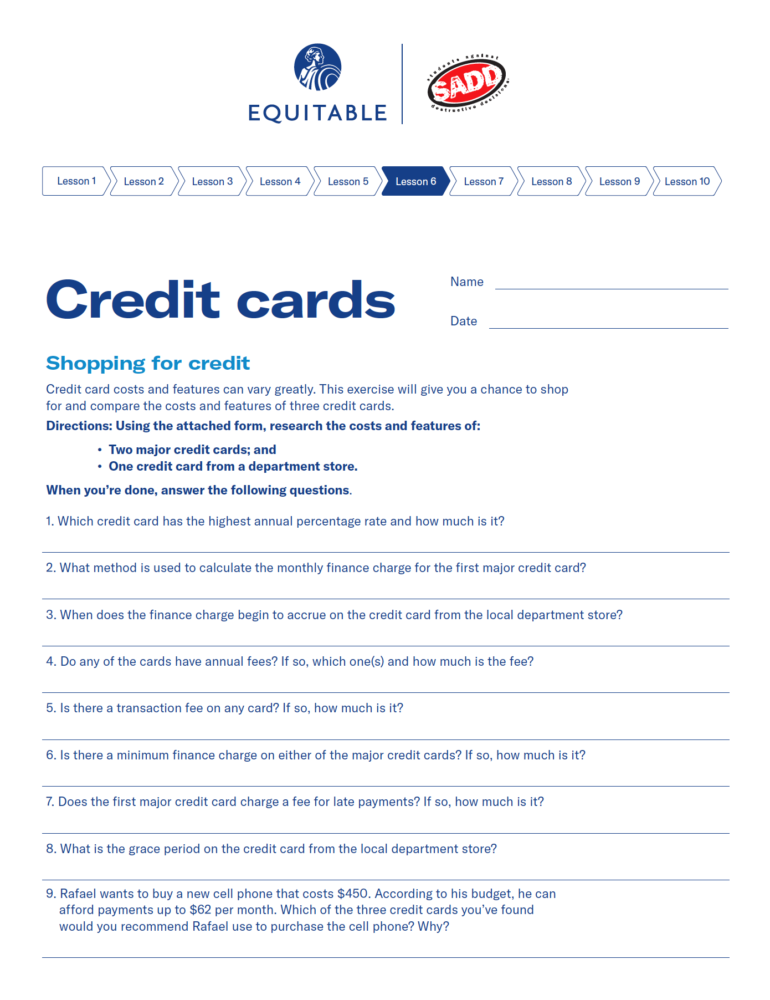 EQUITABLE
students against
SADD
destructive decisions
Lesson 1
Lesson 2
Lesson 3
Lesson 4
Lesson 5
Lesson 6
Lesson 7
Lesson 8
Lesson 9
Lesson 10
Credit cards
Name
Date
Shopping for credit
Credit card costs and features can vary greatly. This exercise will give you a chance to shop
for and compare the costs and features of three credit cards.
Directions: Using the attached form, research the costs and features of:
• Two major credit cards; and
• One credit card from a department store.
When you’re done, answer the following questions.
1. Which credit card has the highest annual percentage rate and how much is it?
2. What method is used to calculate the monthly finance charge for the first major credit card?
3. When does the finance charge begin to accrue on the credit card from the local department store?
4. Do any of the cards have annual fees? If so, which one(s) and how much is the fee?
5. Is there a transaction fee on any card? If so, how much is it?
6. Is there a minimum finance charge on either of the major credit cards? If so, how much is it?
7. Does the first major credit card charge a fee for late payments? If so, how much is it?
8. What is the grace period on the credit card from the local department store?
9. Rafael wants to buy a new cell phone that costs $450. According to his budget, he can
afford payments up to $62 per month. Which of the three credit cards you’ve found
would you recommend Rafael use to purchase the cell phone? Why?